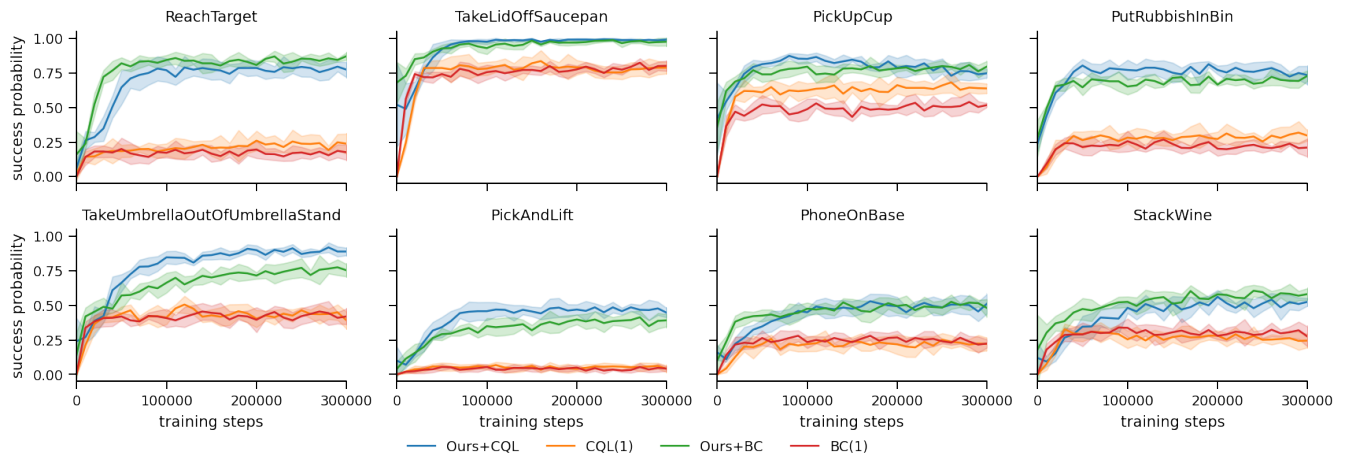 ReachTarget TakeLidOffSaucepan PickUpCup PutRubbishInBin
success probability
1.00
0.75
0.50
0.25
0.00
TakeUmbrellaOutOfUmbrellaStand PickAndLift PhoneOnBase StackWine
success probability
1.00
0.75
0.50
0.25
0.00
0 100000 200000 300000 0 100000 200000 300000 0 100000 200000 300000 0 100000 200000 300000
training steps training steps training steps training steps
Ours+CQL CQL(1) Ours+BC BC(1)